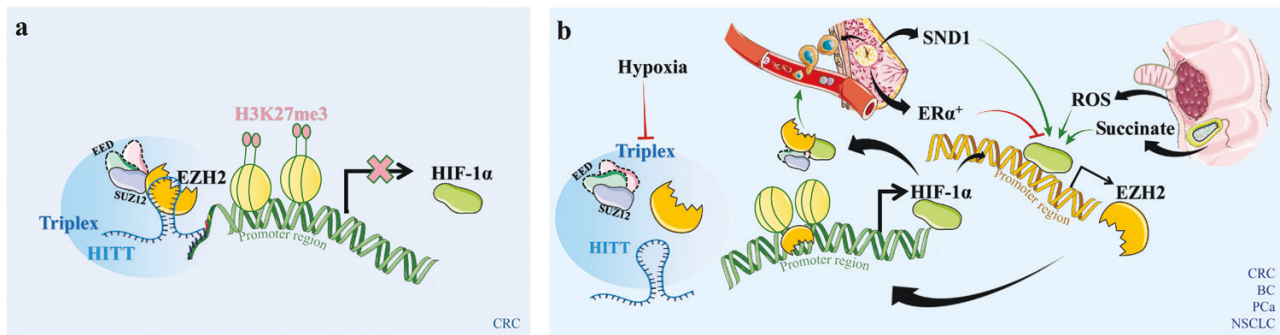 a
H3K27me3
EED
EZH2
SUZ12
HIF-1α
Triplex
HITT
Promoter region
CRC
b
SND1
Hypoxia
ERα+
ROS
Succinate
Triplex
EED
SUZ12
HIF-1α
Promoter region
EZH2
HITT
Promoter region
CRC
BC
PCa
NSCLC